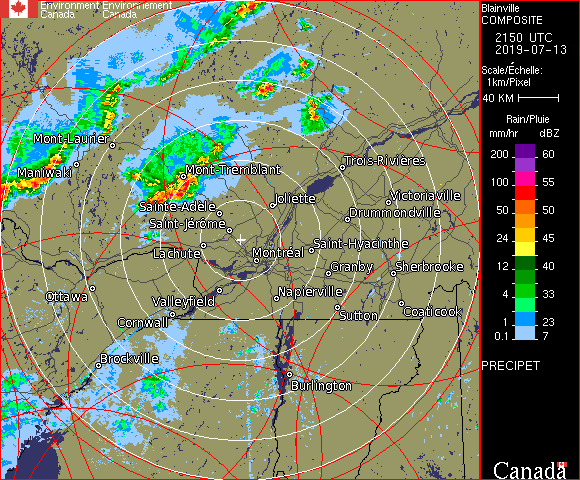 Environment Environnement
Canada Canada
Blainville
COMPOSITE
2150 UTC
2019-07-13
Scale/Échelle:
1km/Pixel
40 KM
Rain/Pluie
mm/hr dBZ
200 60
100 55
50 50
24 45
12 40
4 33
1 23
0.1 7
PRECIPET
Canada
Mont-Laurier
Maniwaki
Mont-Tremblant
Trois-Rivières
Sainte-Adèle
Joliette
Victoriaville
Drummondville
Saint-Jérôme
Lachute
Montréal
Saint-Hyacinthe
Granby
Sherbrooke
Ottawa
Valleyfield
Napierville
Cornwall
Sutton
Coaticook
Brockville
Burlington